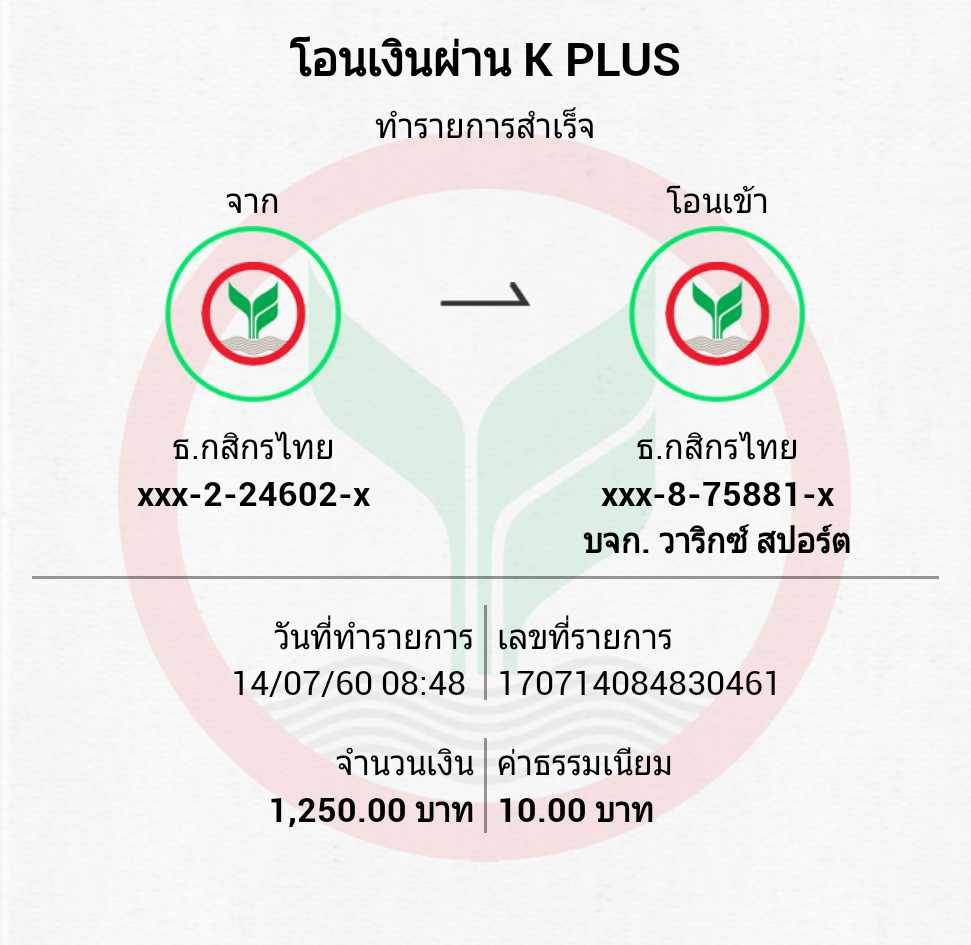 โอนเงินผ่าน K PLUS
ทำรายการสำเร็จ
จาก
โอนเข้า
ธ.กสิกรไทย
xxx-2-24602-x
ธ.กสิกรไทย
xxx-8-75881-x
บจก. วาริกซ์ สปอร์ต
วันที่ทำรายการ
14/07/60 08:48
เลขที่รายการ
170714084830461
จำนวนเงิน
1,250.00 บาท
ค่าธรรมเนียม
10.00 บาท